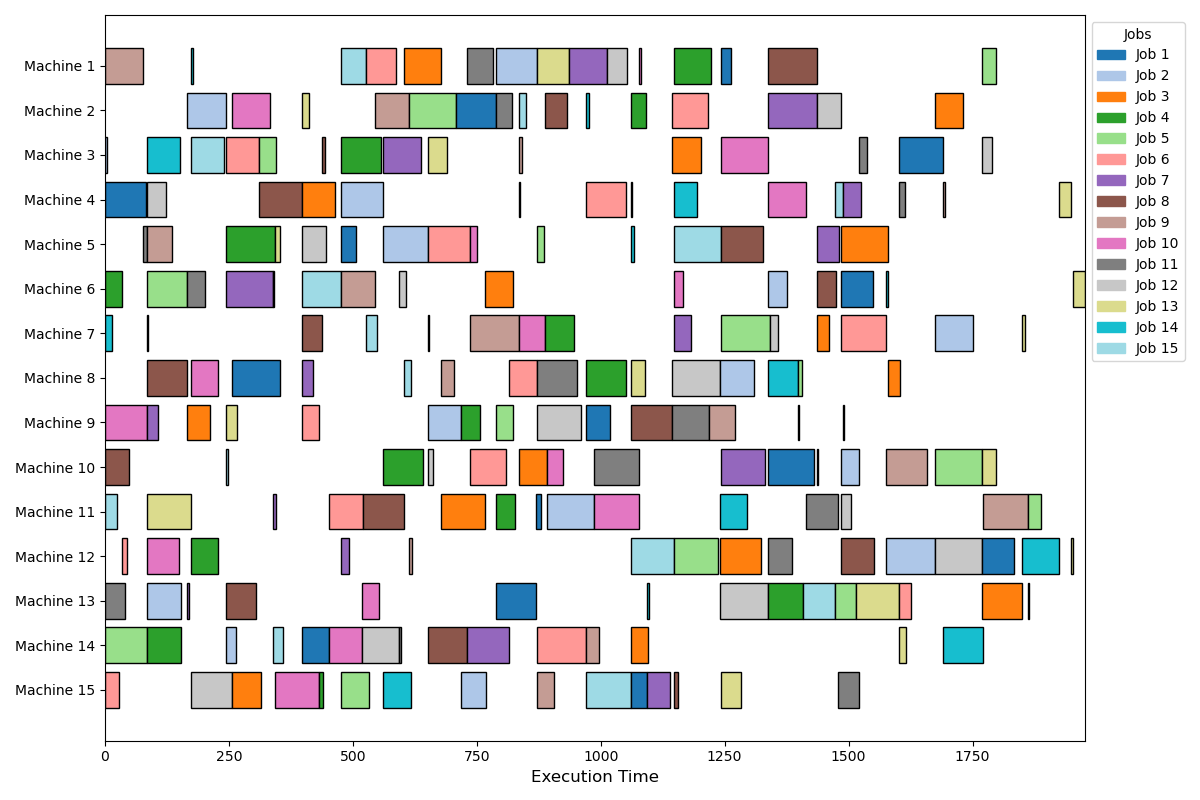 Machine 1
Machine 2
Machine 3
Machine 4
Machine 5
Machine 6
Machine 7
Machine 8
Machine 9
Machine 10
Machine 11
Machine 12
Machine 13
Machine 14
Machine 15
0 250 500 750 1000 1250 1500 1750
Execution Time
Jobs
Job 1
Job 2
Job 3
Job 4
Job 5
Job 6
Job 7
Job 8
Job 9
Job 10
Job 11
Job 12
Job 13
Job 14
Job 15